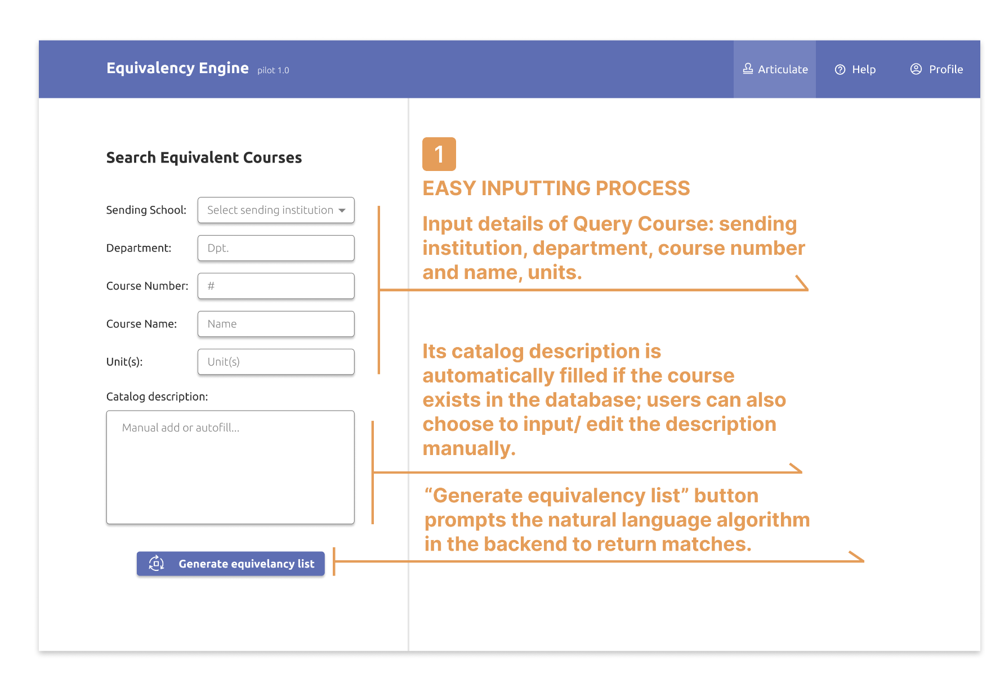 Equivalency Engine pilot 1.0
Articulate
Help
Profile
Search Equivalent Courses
Sending School: Select sending institution
Department: Dpt.
Course Number: #
Course Name: Name
Unit(s): Unit(s)
Catalog description:
Manual add or autofill...
Generate equivelancy list
1
EASY INPUTTING PROCESS
Input details of Query Course: sending
institution, department, course number
and name, units.
Its catalog description is
automatically filled if the course
exists in the database; users can also
choose to input/ edit the description
manually.
“Generate equivalency list” button
prompts the natural language algorithm
in the backend to return matches.